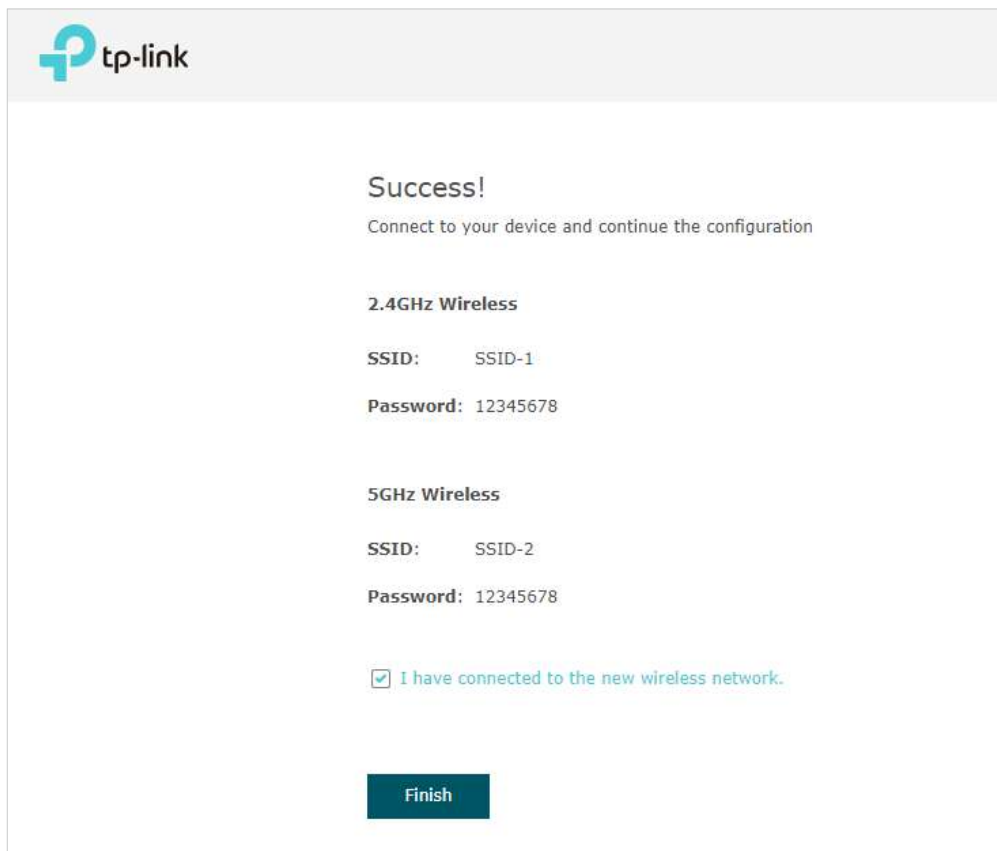 tp-link
Success!
Connect to your device and continue the configuration
2.4GHz Wireless
SSID: SSID-1
Password: 12345678
5GHz Wireless
SSID: SSID-2
Password: 12345678
I have connected to the new wireless network.
Finish